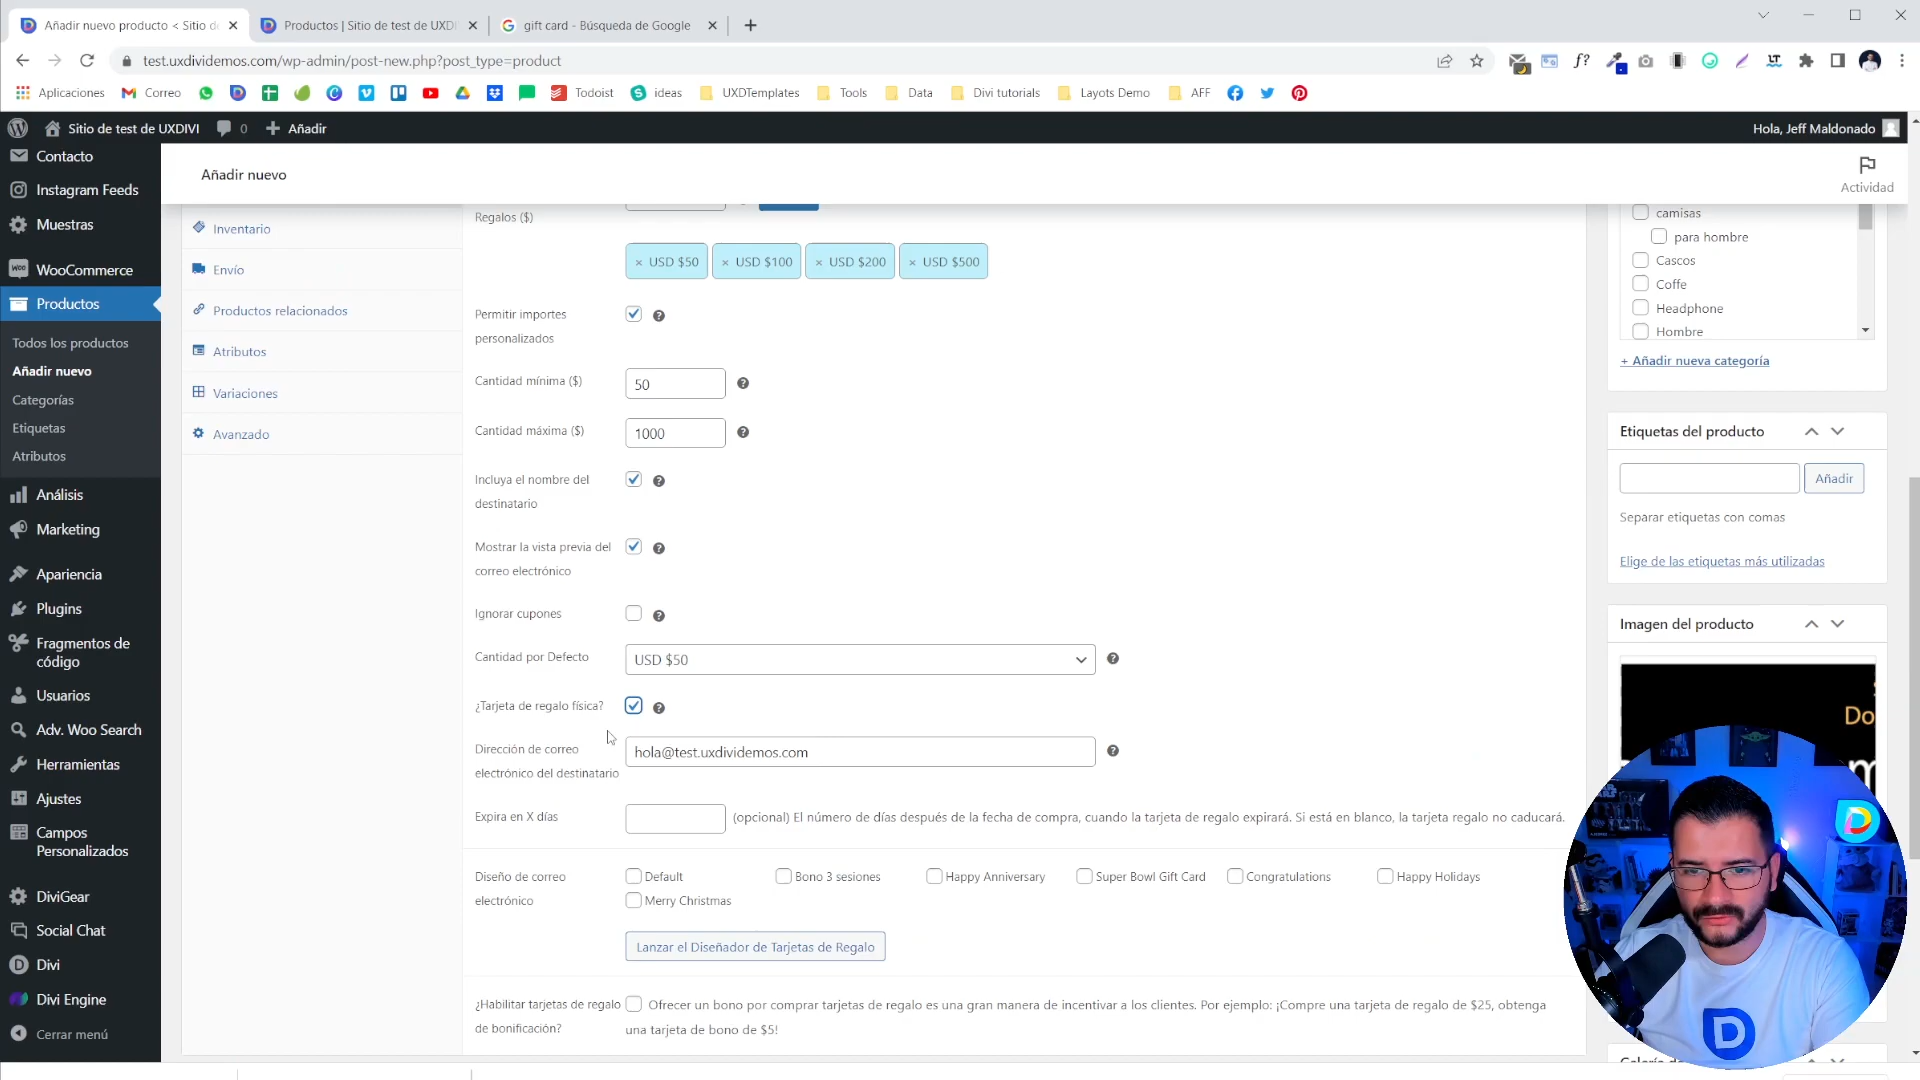 Añadir nuevo producto < Sitio de
Productos | Sitio de test de UXDI
gift card - Búsqueda de Google
test.uxdividemos.com/wp-admin/post-new.php?post_type=product
Aplicaciones
Correo
Todoist
ideas
UXDTemplates
Tools
Data
Divi tutorials
Layots Demo
AFF
Sitio de test de UXDIVI
0
Añadir
Hola, Jeff Maldonado
Contacto
Instagram Feeds
Muestras
WooCommerce
Productos
Todos los productos
Añadir nuevo
Categorías
Etiquetas
Atributos
Análisis
Marketing
Apariencia
Plugins
Fragmentos de
código
Usuarios
Adv. Woo Search
Herramientas
Ajustes
Campos
Personalizados
DiviGear
Social Chat
Divi
Divi Engine
Cerrar menú
Añadir nuevo
Actividad
Inventario
Envío
Productos relacionados
Atributos
Variaciones
Avanzado
Regalos ($)
× USD $50
× USD $100
× USD $200
× USD $500
Permitir importes
personalizados
Cantidad mínima ($)
50
Cantidad máxima ($)
1000
Incluya el nombre del
destinatario
Mostrar la vista previa del
correo electrónico
Ignorar cupones
Cantidad por Defecto
USD $50
¿Tarjeta de regalo física?
Dirección de correo
electrónico del destinatario
hola@test.uxdividemos.com
Expira en X días
(opcional) El número de días después de la fecha de compra, cuando la tarjeta de regalo expirará. Si está en blanco, la tarjeta regalo no caducará.
Diseño de correo
electrónico
Default
Bono 3 sesiones
Happy Anniversary
Super Bowl Gift Card
Congratulations
Happy Holidays
Merry Christmas
Lanzar el Diseñador de Tarjetas de Regalo
¿Habilitar tarjetas de regalo
de bonificación?
Ofrecer un bono por comprar tarjetas de regalo es una gran manera de incentivar a los clientes. Por ejemplo: ¡Compre una tarjeta de regalo de $25, obtenga
una tarjeta de bono de $5!
camisas
para hombre
Cascos
Coffe
Headphone
Hombre
+ Añadir nueva categoría
Etiquetas del producto
Añadir
Separar etiquetas con comas
Elige de las etiquetas más utilizadas
Imagen del producto
Do